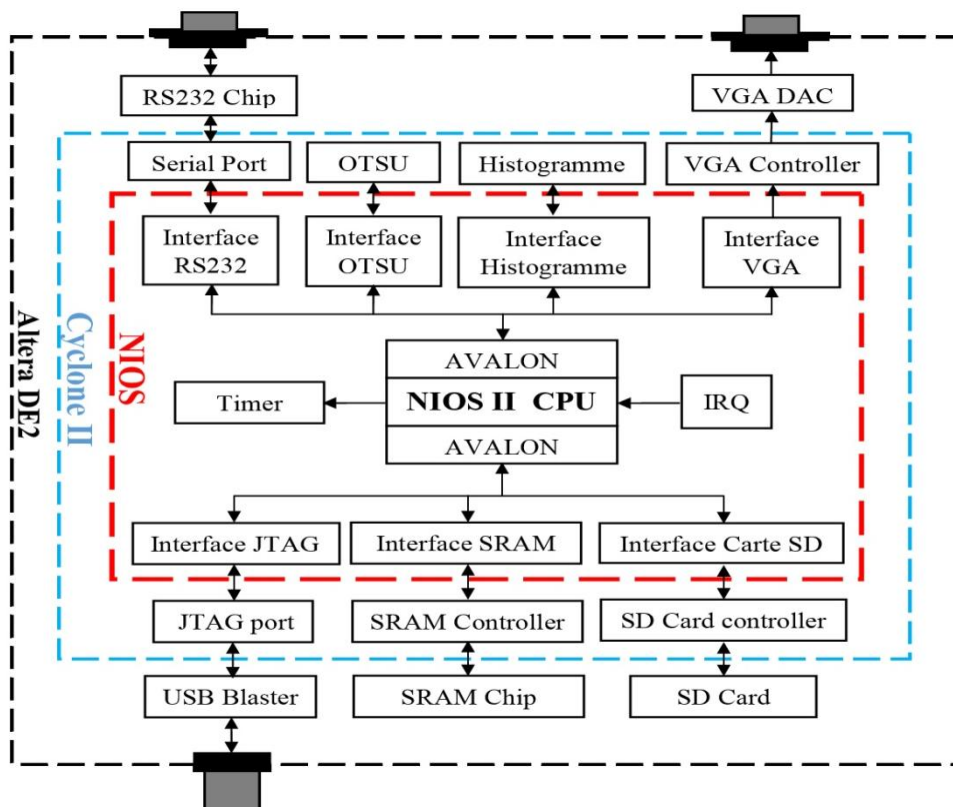 RS232 Chip
VGA DAC
Serial Port
OTSU
Histogramme
VGA Controller
Interface
RS232
Interface
OTSU
Interface
Histogramme
Interface
VGA
Altera DE2
Cyclone II
NIOS
AVALON
Timer
NIOS II CPU
IRQ
AVALON
Interface JTAG
Interface SRAM
Interface Carte SD
JTAG port
SRAM Controller
SD Card controller
USB Blaster
SRAM Chip
SD Card